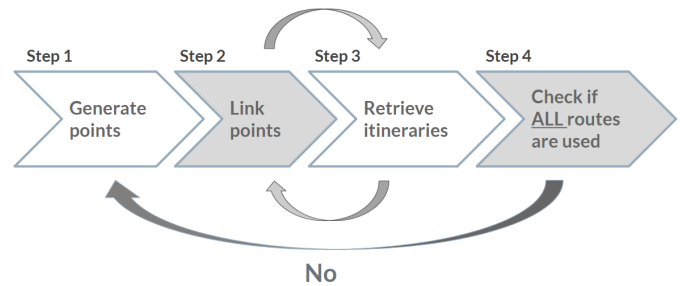 Step 1
Step 2
Step 3
Step 4
Generate
points
Link
points
Retrieve
itineraries
Check if
ALL routes
are used
No